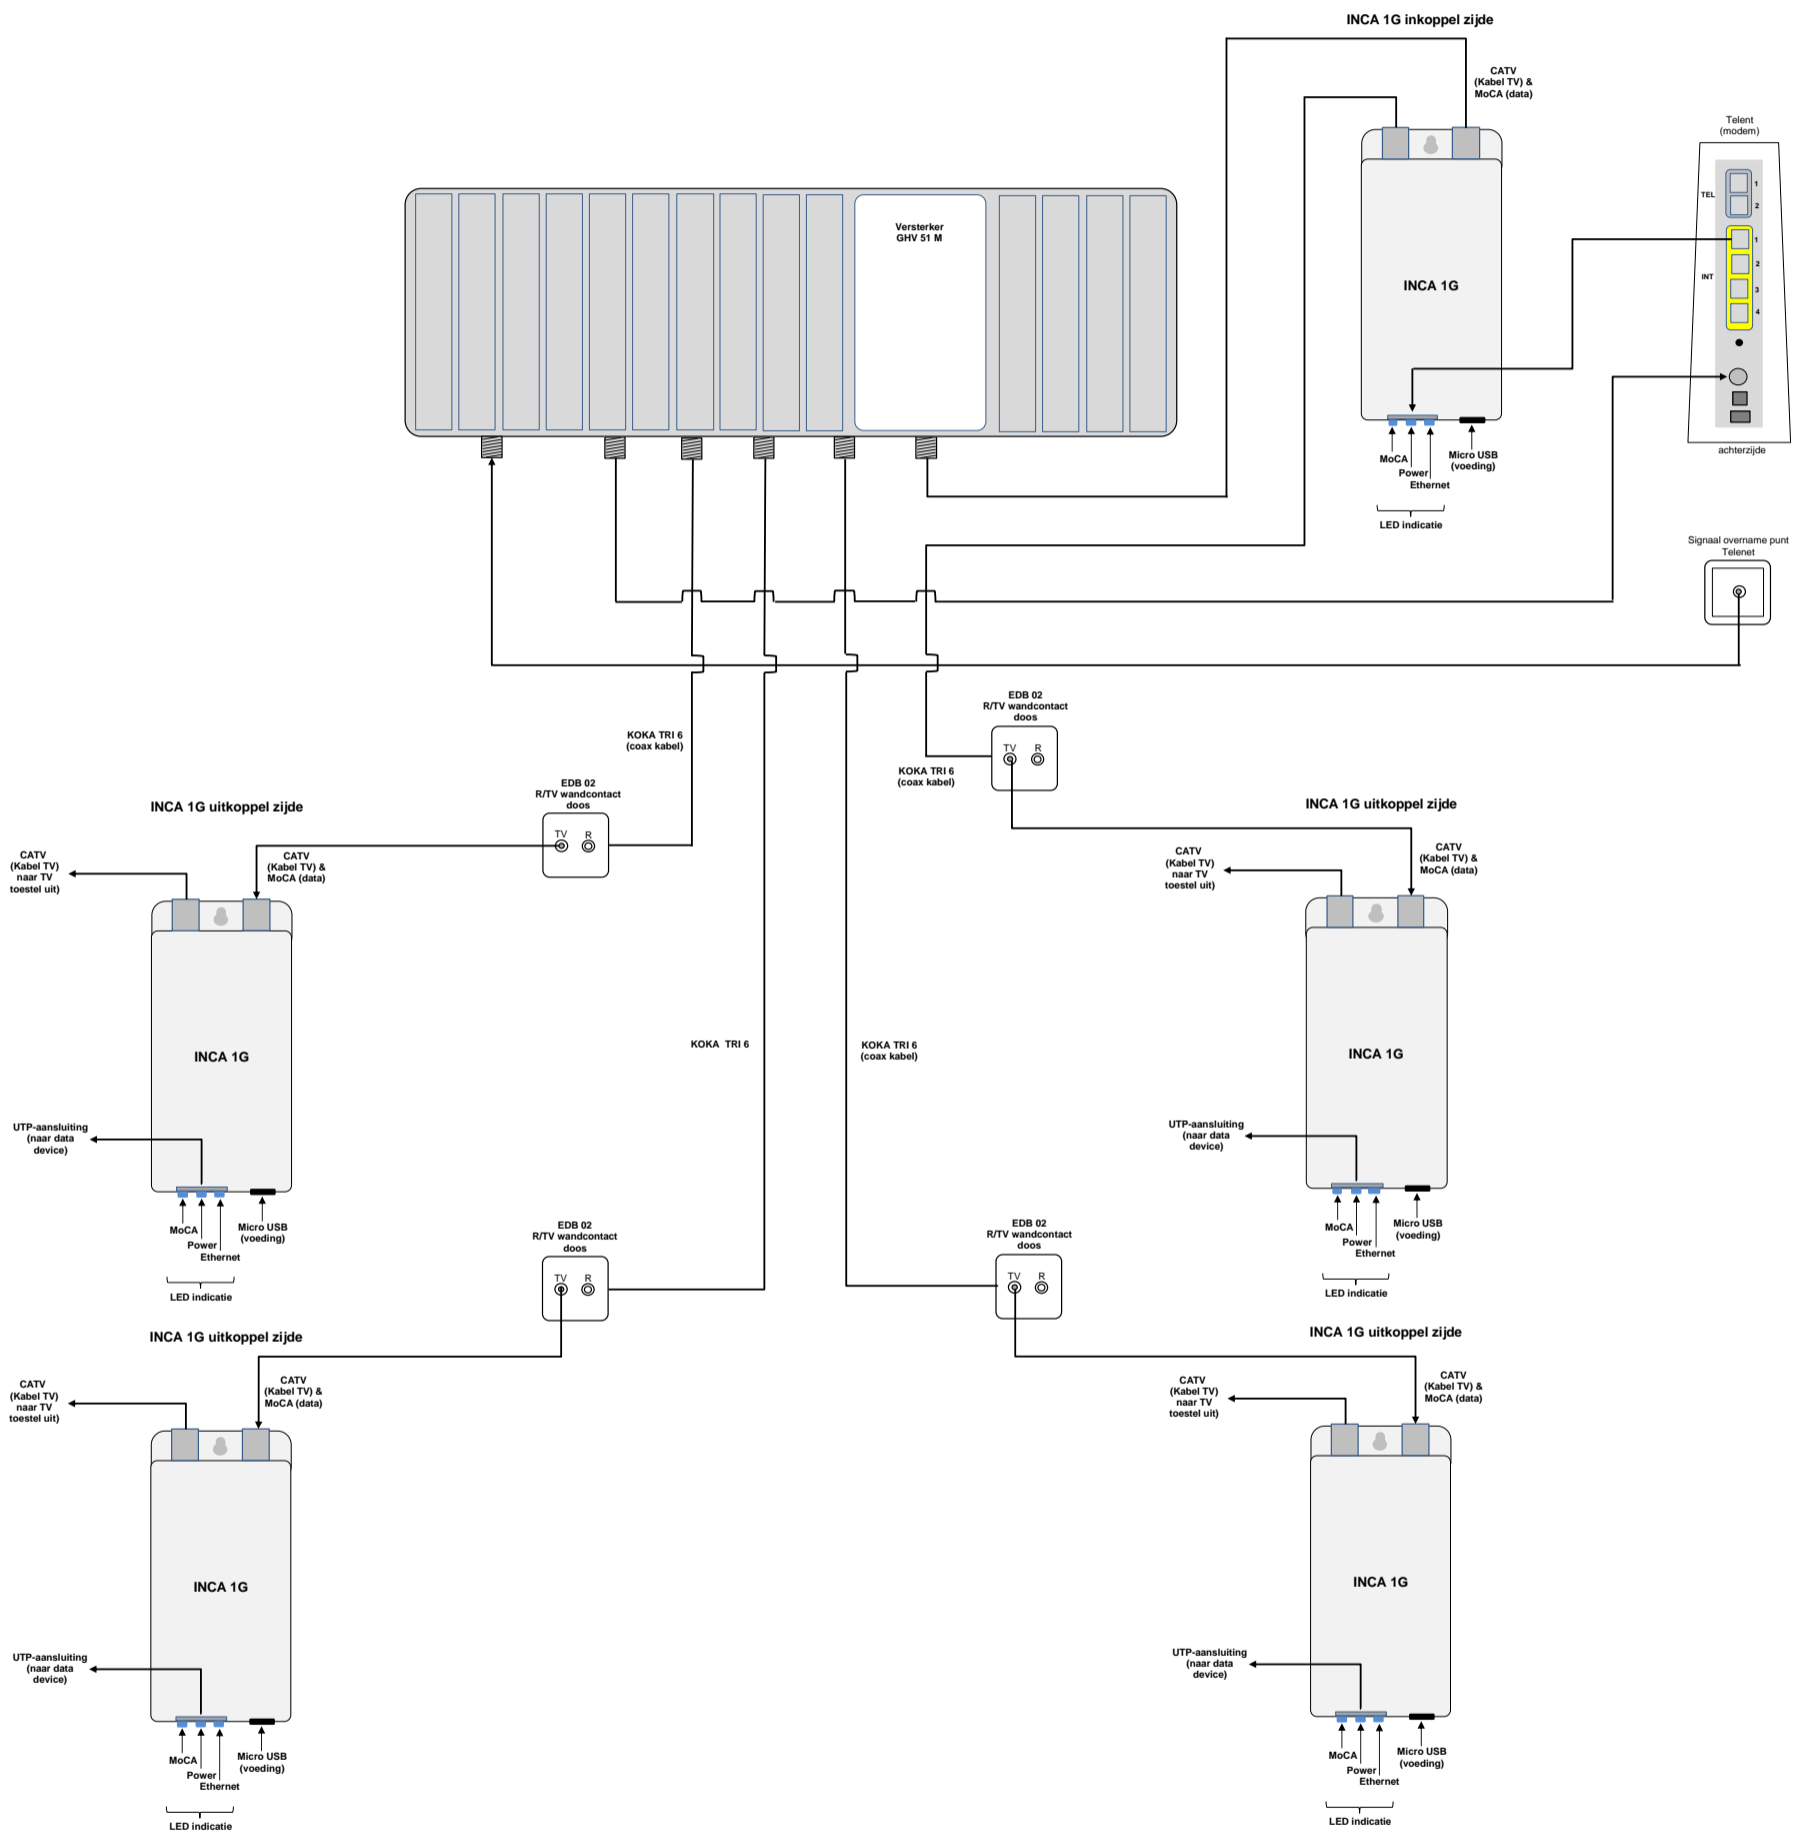 INCA 1G inkoppel zijde
CATV
(Kabel TV) &
MoCA (data)
Telent
(modem)
TEL
1
2
INT
1
2
3
4
achterzijde
Versterker
GHV 51 M
INCA 1G
MoCA
Power
Ethernet
Micro USB
(voeding)
LED indicatie
Signaal overname punt
Telenet
KOKA TRI 6
(coax kabel)
EDB 02
R/TV wandcontact
doos
TV R
KOKA TRI 6
(coax kabel)
EDB 02
R/TV wandcontact
doos
TV R
INCA 1G uitkoppel zijde
CATV
(Kabel TV)
naar TV
toestel uit)
CATV
(Kabel TV) &
MoCA (data)
INCA 1G
UTP-aansluiting
(naar data
device)
MoCA
Power
Ethernet
Micro USB
(voeding)
LED indicatie
INCA 1G uitkoppel zijde
CATV
(Kabel TV)
naar TV
toestel uit)
CATV
(Kabel TV) &
MoCA (data)
INCA 1G
UTP-aansluiting
(naar data
device)
MoCA
Power
Ethernet
Micro USB
(voeding)
LED indicatie
KOKA  TRI 6
KOKA TRI 6
(coax kabel)
EDB 02
R/TV wandcontact
doos
TV R
EDB 02
R/TV wandcontact
doos
TV R
INCA 1G uitkoppel zijde
CATV
(Kabel TV)
naar TV
toestel uit)
CATV
(Kabel TV) &
MoCA (data)
INCA 1G
UTP-aansluiting
(naar data
device)
MoCA
Power
Ethernet
Micro USB
(voeding)
LED indicatie
INCA 1G uitkoppel zijde
CATV
(Kabel TV)
naar TV
toestel uit)
CATV
(Kabel TV) &
MoCA (data)
INCA 1G
UTP-aansluiting
(naar data
device)
MoCA
Power
Ethernet
Micro USB
(voeding)
LED indicatie